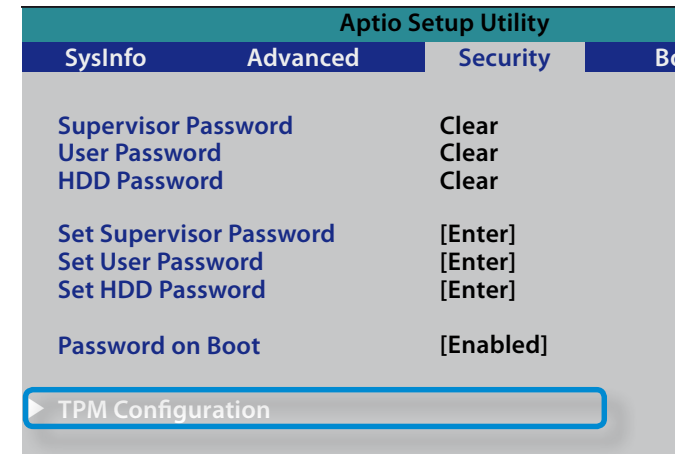 Aptio Setup Utility
SysInfo Advanced Security
Supervisor Password Clear
User Password Clear
HDD Password Clear
Set Supervisor Password [Enter]
Set User Password [Enter]
Set HDD Password [Enter]
Password on Boot [Enabled]
TPM Configuration